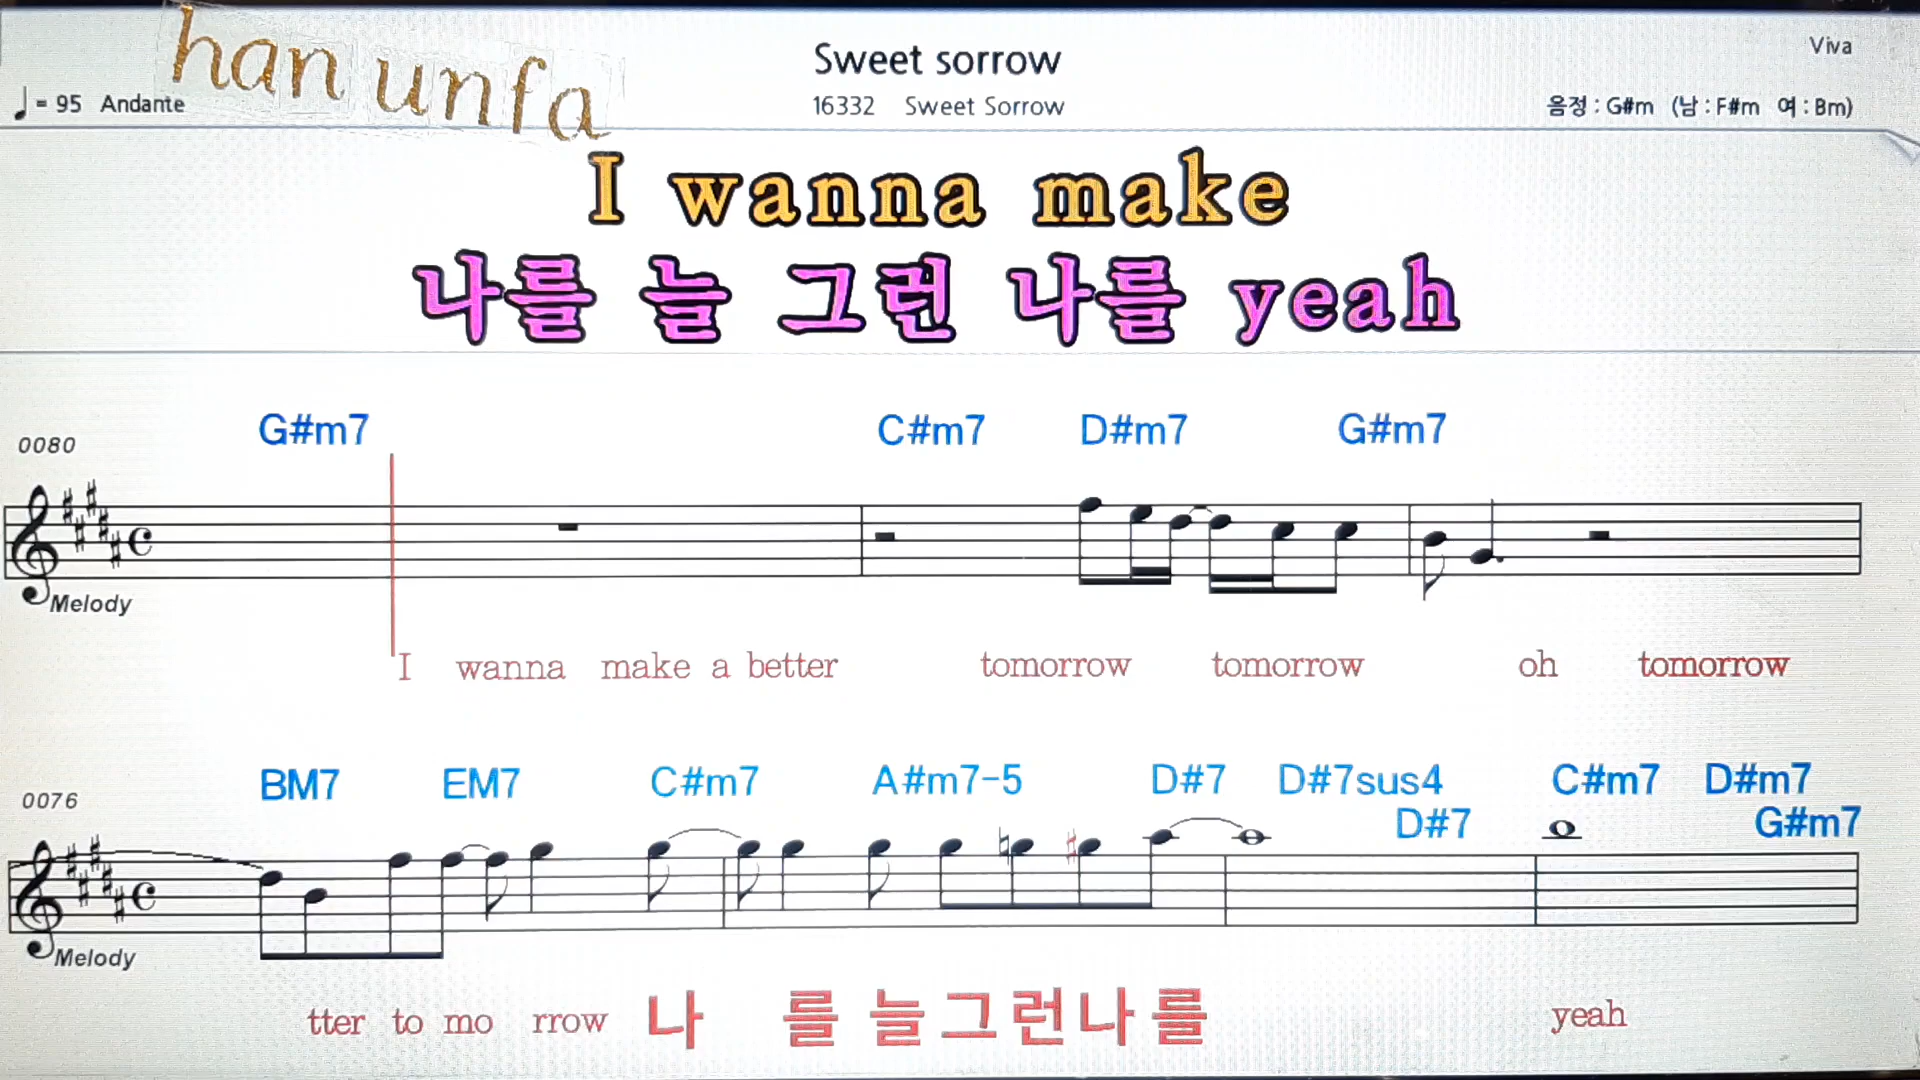 han unfa
Sweet sorrow
Viva
♩= 95 Andante
16332 Sweet Sorrow
음정 : G#m (남 : F#m 여 : Bm)
I wanna make
나를 늘 그런 나를 yeah
G#m7 C#m7 D#m7 G#m7
0080
Melody
I wanna make a better tomorrow tomorrow oh tomorrow
BM7 EM7 C#m7 A#m7-5 D#7 D#7sus4 C#m7 D#m7
D#7 G#m7
0076
Melody
tter to mo rrow 나 를 늘그런나를 yeah